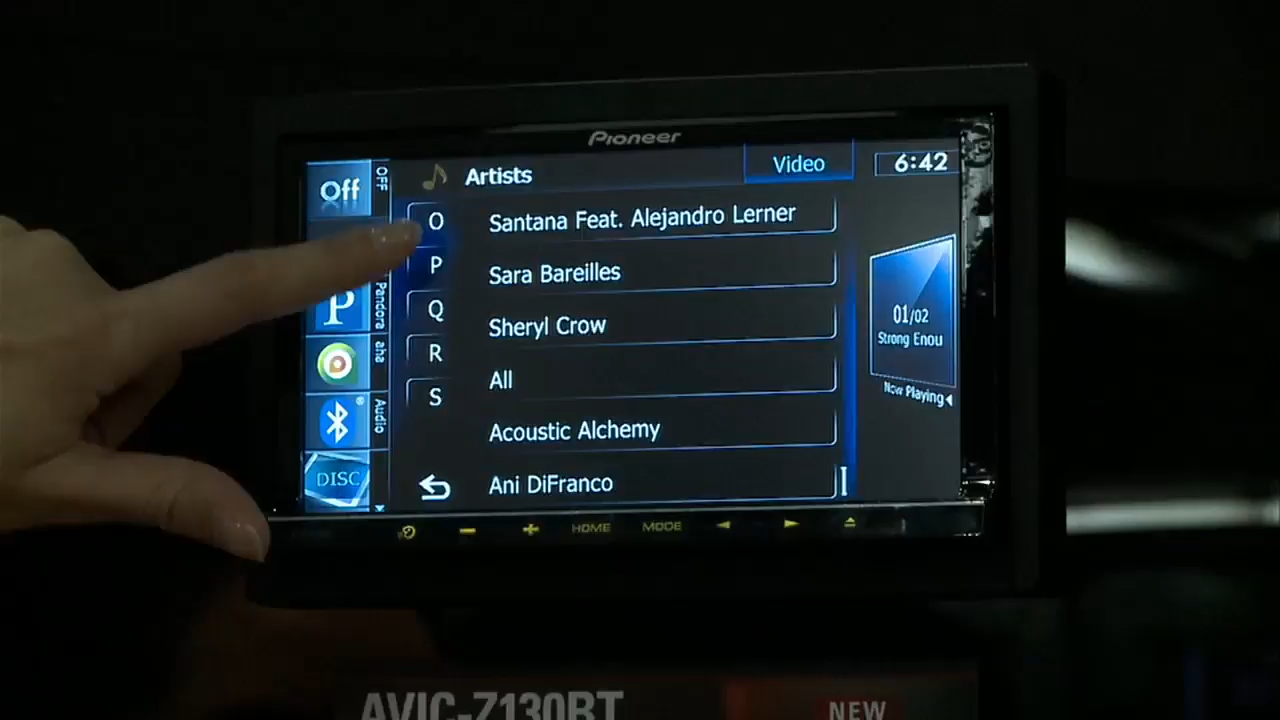 Pioneer
Off
OFF
Artists
Video
6:42
O
P
Q
R
S
Santana Feat. Alejandro Lerner
Sara Bareilles
Sheryl Crow
All
Acoustic Alchemy
Ani DiFranco
P
Pandora
aha
Audio
DISC
01/02
Strong Enou
Now Playing
HOME
MODE
AVIC-Z130BT
NEW